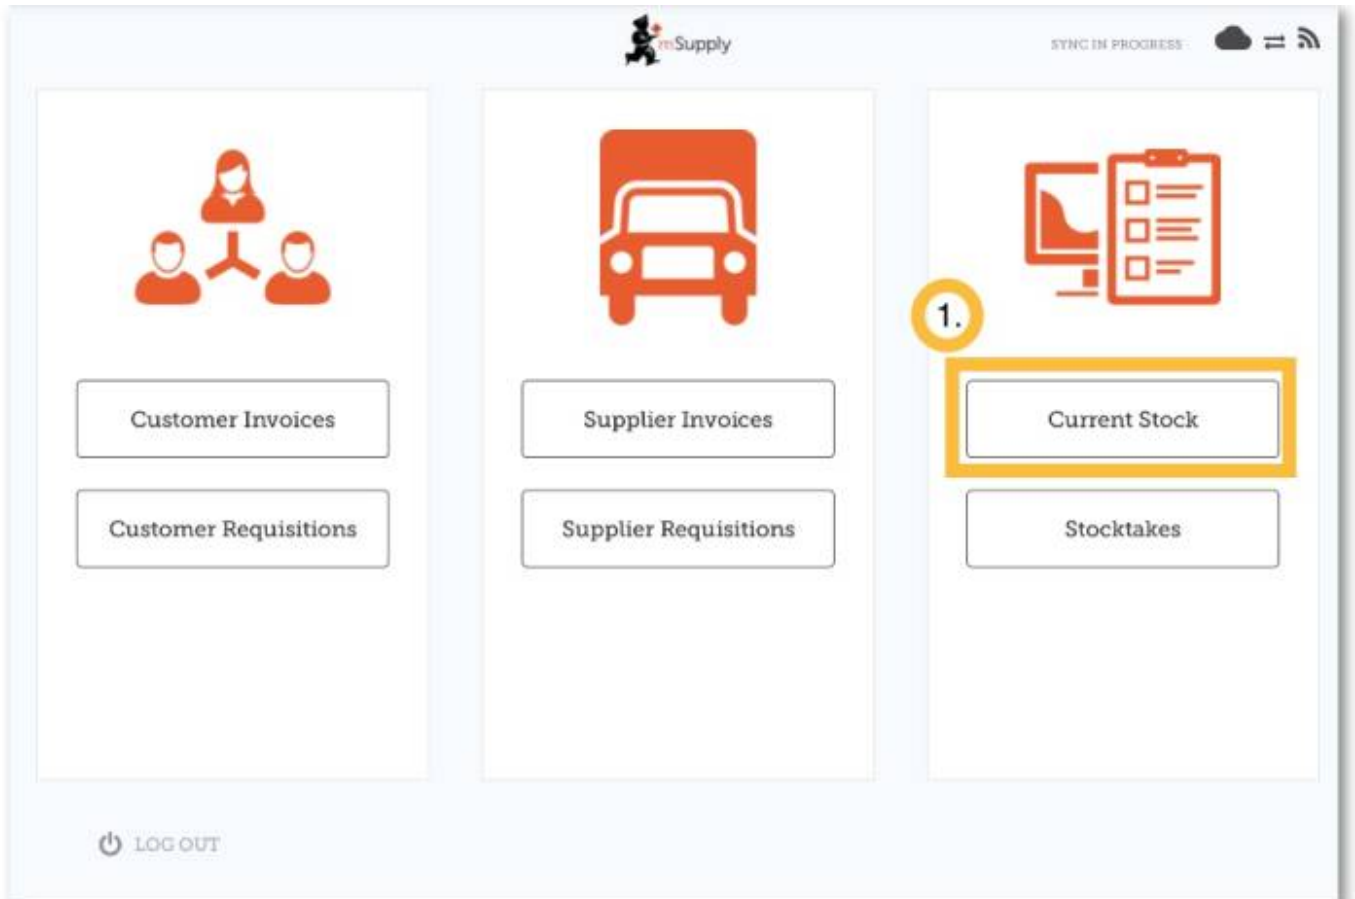 mSupply
SYNC IN PROGRESS
1.
Customer Invoices
Supplier Invoices
Current Stock
Customer Requisitions
Supplier Requisitions
Stocktakes
LOG OUT